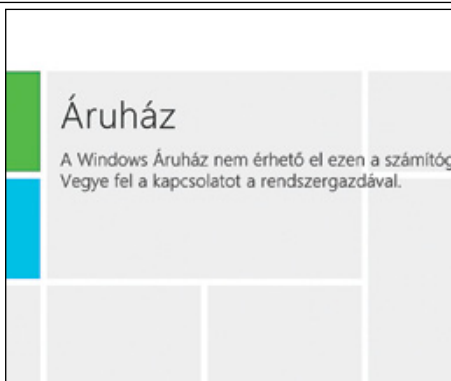 Áruház
A Windows Áruház nem érhető el ezen a
Vegye fel a kapcsolatot a rendszergazdával.